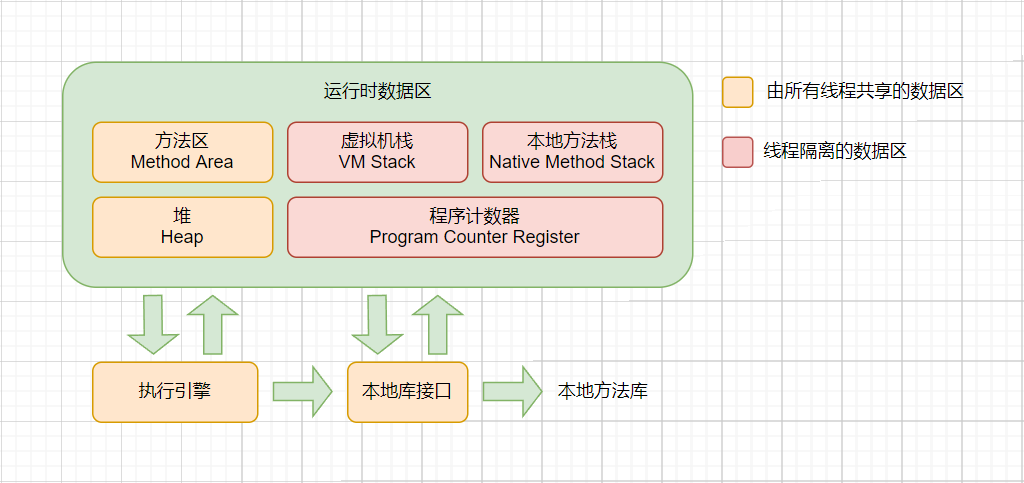 运行时数据区
方法区
Method Area
虚拟机栈
VM Stack
本地方法栈
Native Method Stack
堆
Heap
程序计数器
Program Counter Register
由所有线程共享的数据区
线程隔离的数据区
执行引擎
本地库接口
本地方法库